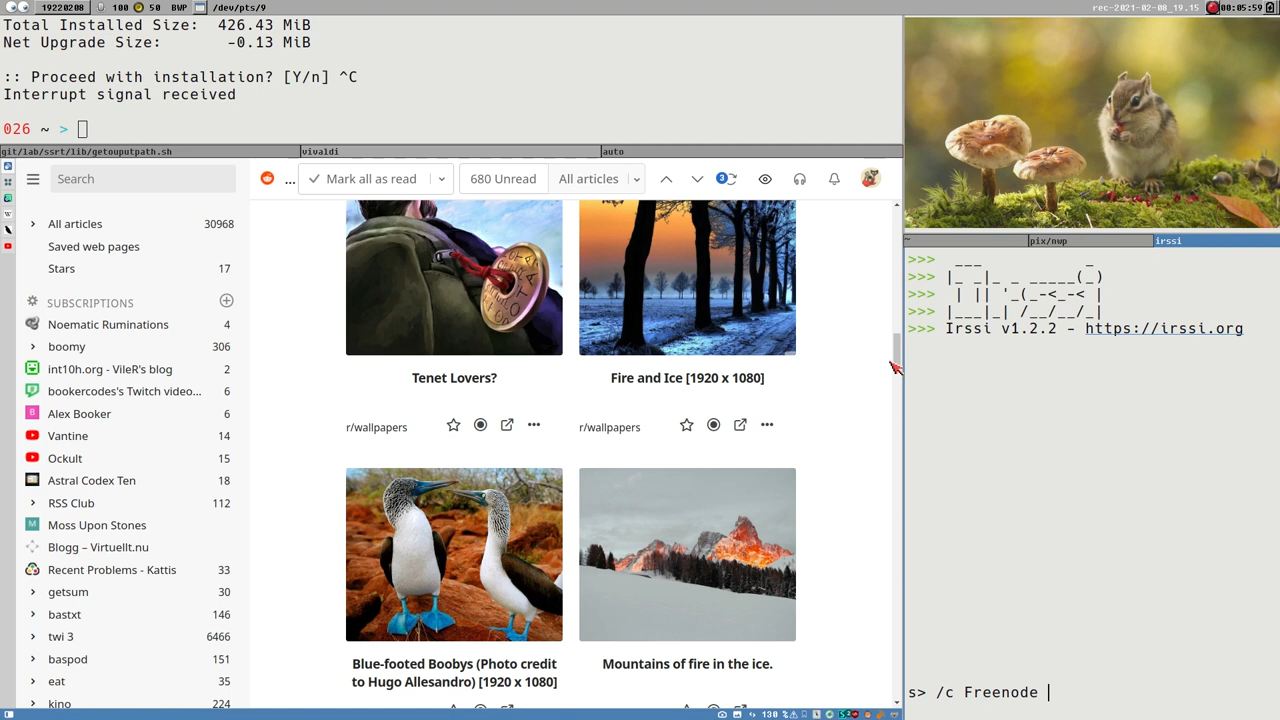 19220208 100 50 BWP /dev/pts/9
rec-2021-02-08_19.15 00:05:59
Total Installed Size: 426.43 MiB
Net Upgrade Size: -0.13 MiB
:: Proceed with installation? [Y/n] ^C
Interrupt signal received
026 ~ >
git/lab/ssrt/lib/getouputpath.sh vivaldi auto
Search
... Mark all as read 680 Unread All articles 3
All articles 30968
Saved web pages
Stars 17
SUBSCRIPTIONS
Noematic Ruminations 4
boomy 306
int10h.org - VileR's blog 2
bookercodes's Twitch video... 6
Alex Booker 6
Vantine 14
Ockult 15
Astral Codex Ten 18
RSS Club 112
Moss Upon Stones
Blogg – Virtuellt.nu
Recent Problems - Kattis 33
getsum 30
bastxt 146
twi 3 6466
baspod 151
eat 35
kino 224
Tenet Lovers?
r/wallpapers
Fire and Ice [1920 x 1080]
r/wallpapers
Blue-footed Boobys (Photo credit
to Hugo Allesandro) [1920 x 1080]
Mountains of fire in the ice.
~ pix/nwp irssi
>>>  ___           _
>>> |_ _|_ _ _____(_)
>>>  | || '_(_-<_-< |
>>> |___|_| /__/__/_|
>>> Irssi v1.2.2 - https://irssi.org
s> /c Freenode
130